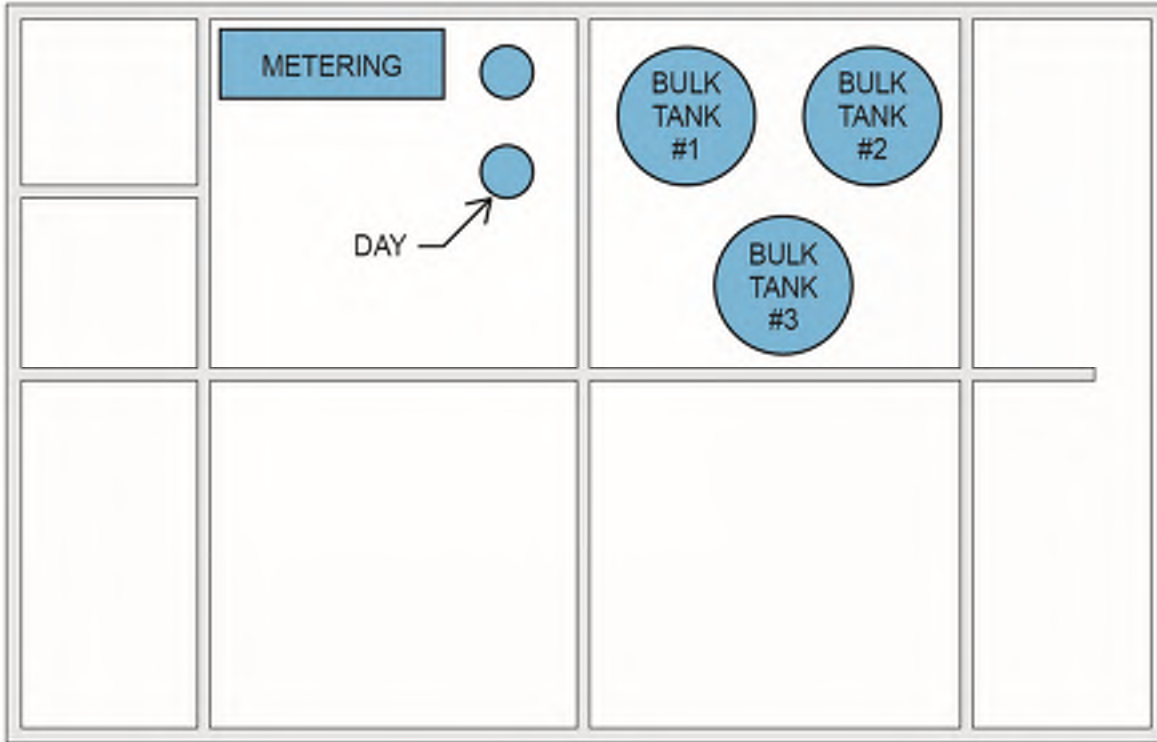 METERING
BULK
TANK
#1
BULK
TANK
#2
DAY
BULK
TANK
#3